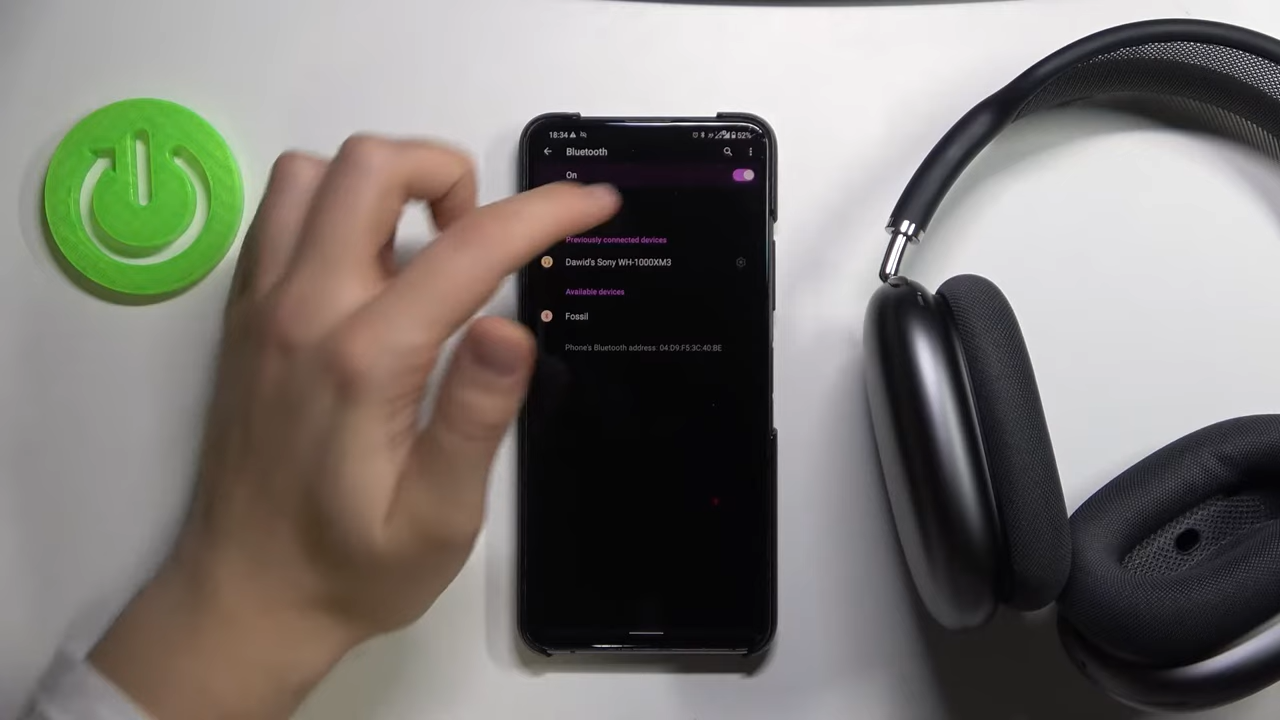 18:34
52%
Bluetooth
On
Previously connected devices
Dawid's Sony WH-1000XM3
Available devices
Fossil
Phone's Bluetooth address: 04:D9:F5:3C:40:BE